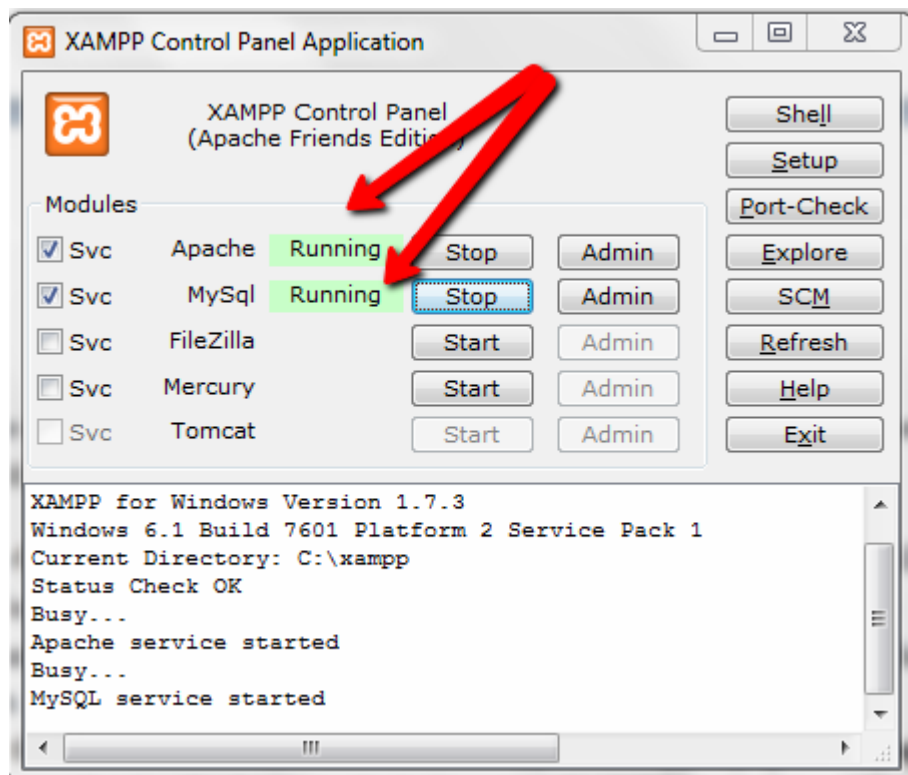 XAMPP Control Panel Application
XAMPP Control Panel
(Apache Friends Edition)
Shell
Setup
Port-Check
Explore
SCM
Refresh
Help
Exit
Modules
Svc Apache Running Stop Admin
Svc MySql Running Stop Admin
Svc FileZilla Start Admin
Svc Mercury Start Admin
Svc Tomcat Start Admin
XAMPP for Windows Version 1.7.3
Windows 6.1 Build 7601 Platform 2 Service Pack 1
Current Directory: C:\xampp
Status Check OK
Busy...
Apache service started
Busy...
MySQL service started